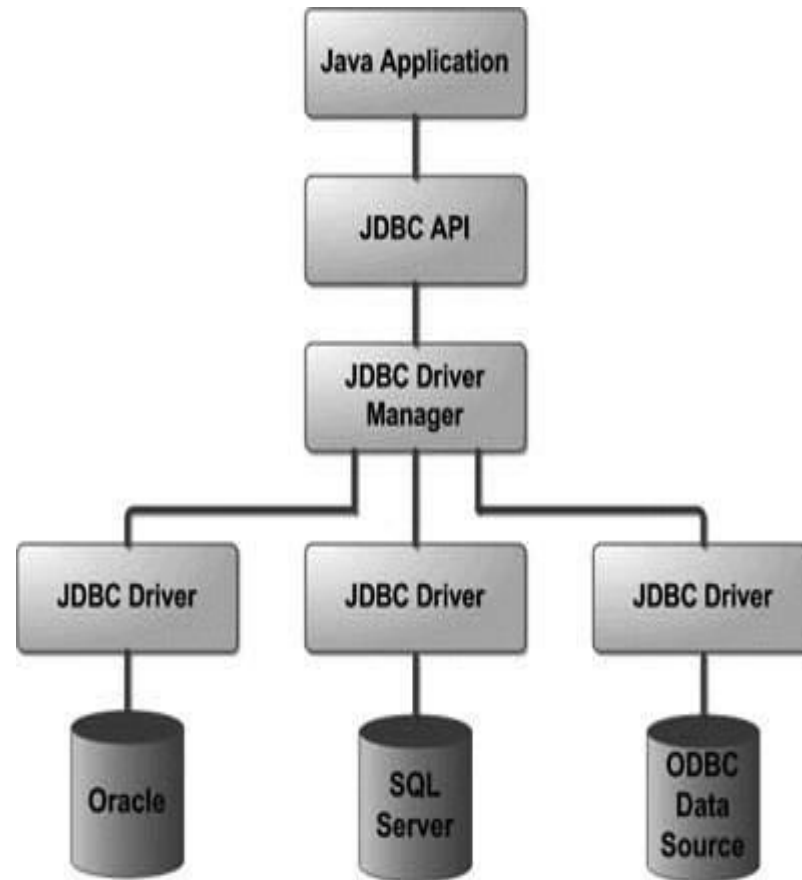 Java Application
JDBC API
JDBC Driver
Manager
JDBC Driver
JDBC Driver
JDBC Driver
Oracle
SQL
Server
ODBC
Data
Source